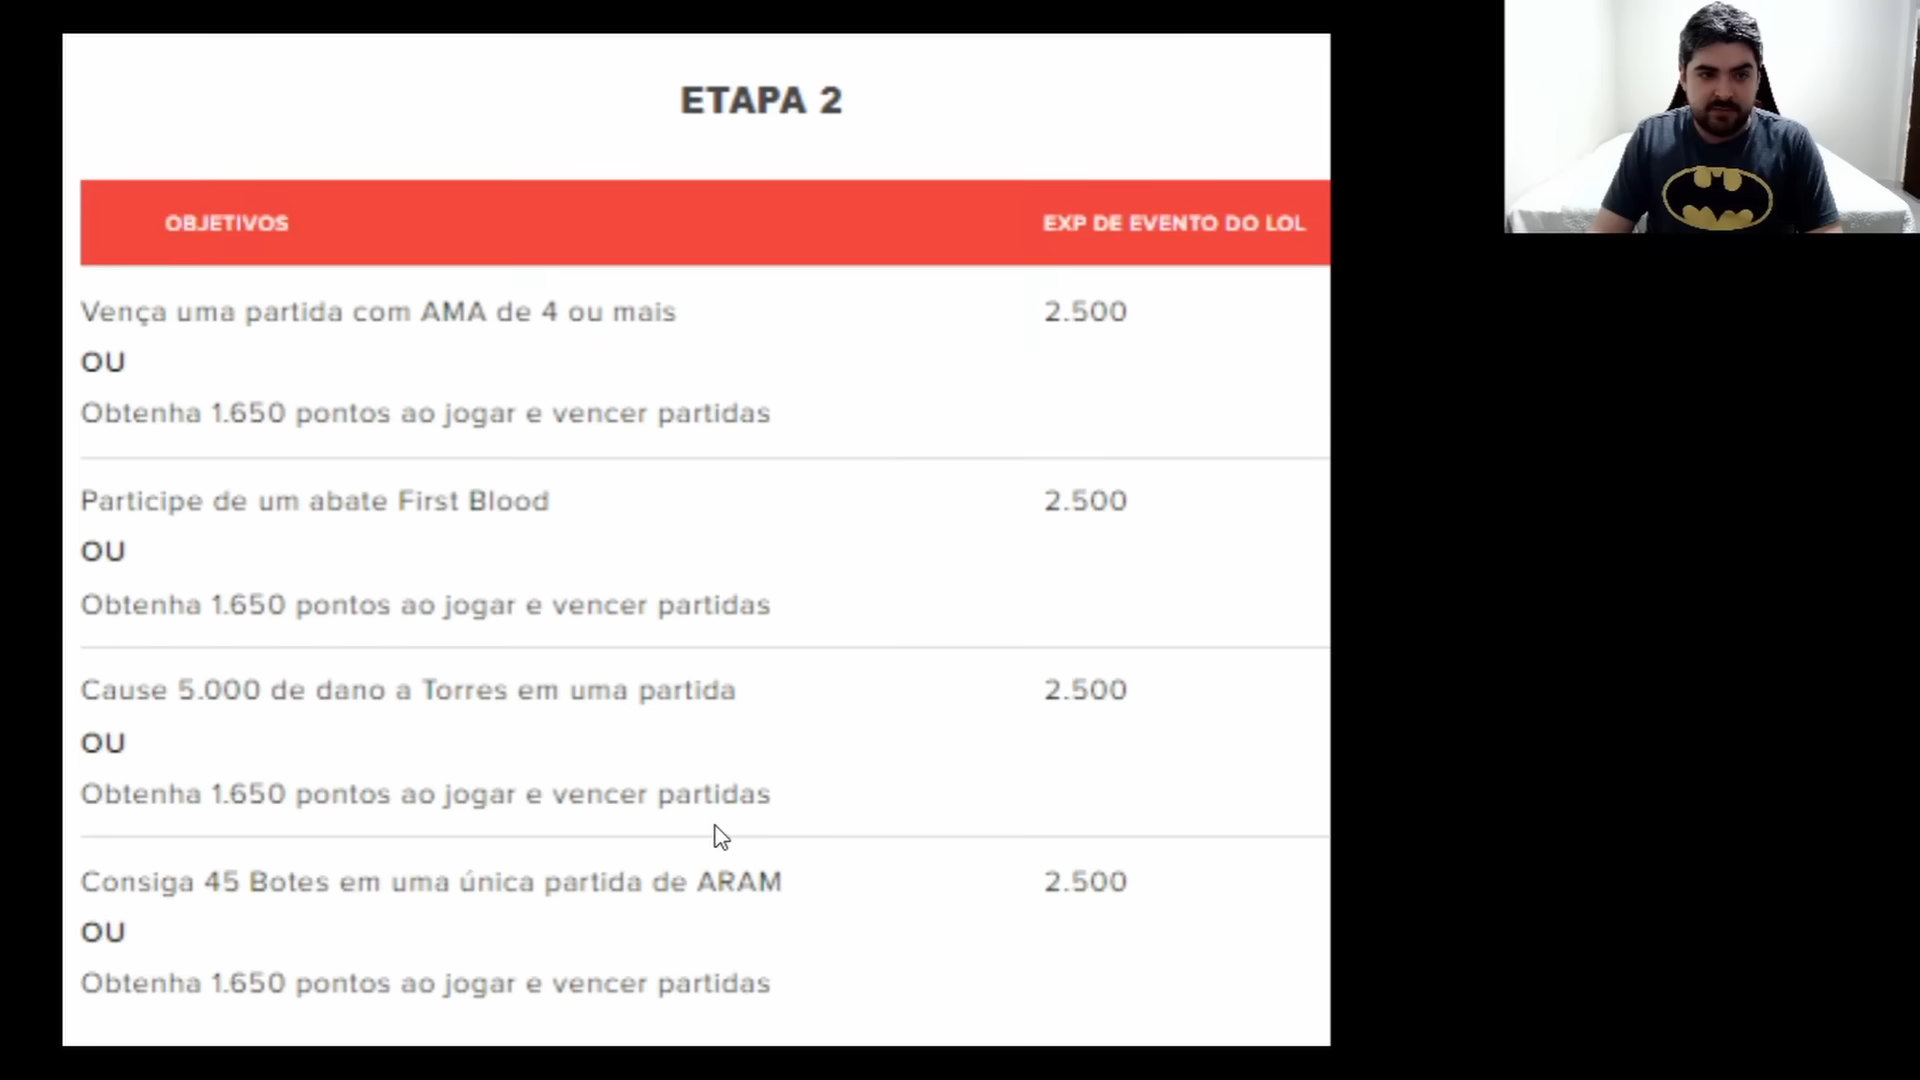 ETAPA 2
OBJETIVOS EXP DE EVENTO DO LOL
Vença uma partida com AMA de 4 ou mais 2.500
OU
Obtenha 1.650 pontos ao jogar e vencer partidas
Participe de um abate First Blood 2.500
OU
Obtenha 1.650 pontos ao jogar e vencer partidas
Cause 5.000 de dano a Torres em uma partida 2.500
OU
Obtenha 1.650 pontos ao jogar e vencer partidas
Consiga 45 Botes em uma única partida de ARAM 2.500
OU
Obtenha 1.650 pontos ao jogar e vencer partidas